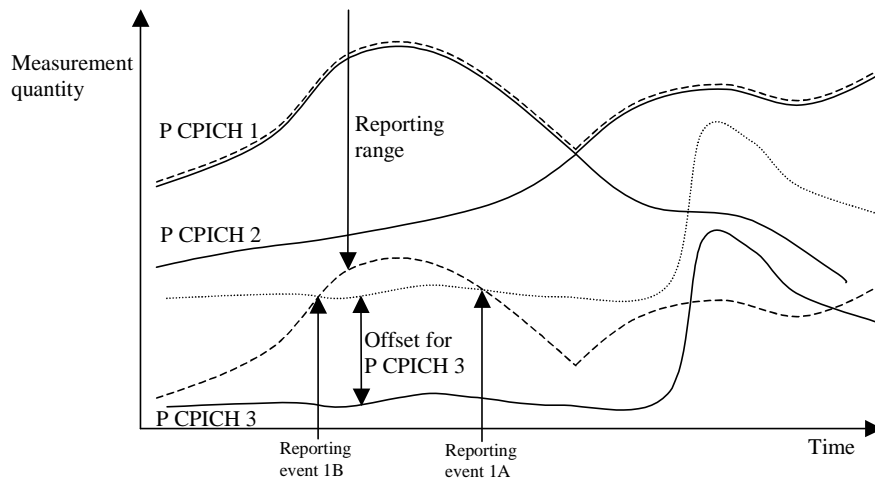 Measurement
quantity
P CPICH 1
Reporting
range
P CPICH 2
Offset for
P CPICH 3
P CPICH 3
Reporting
event 1B
Reporting
event 1A
Time